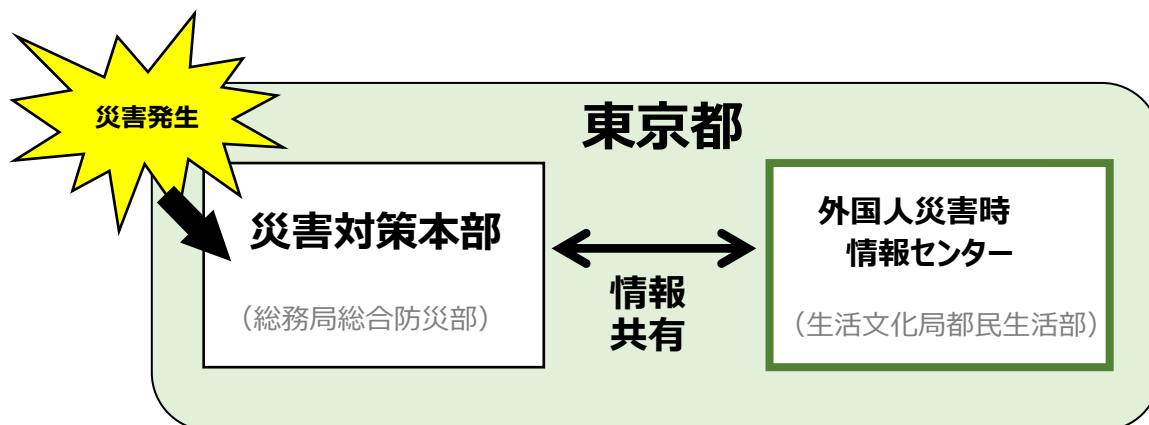 災害発生
東京都
災害対策本部
（総務局総合防災部）
情報
共有
外国人災害時
情報センター
（生活文化局都民生活部）